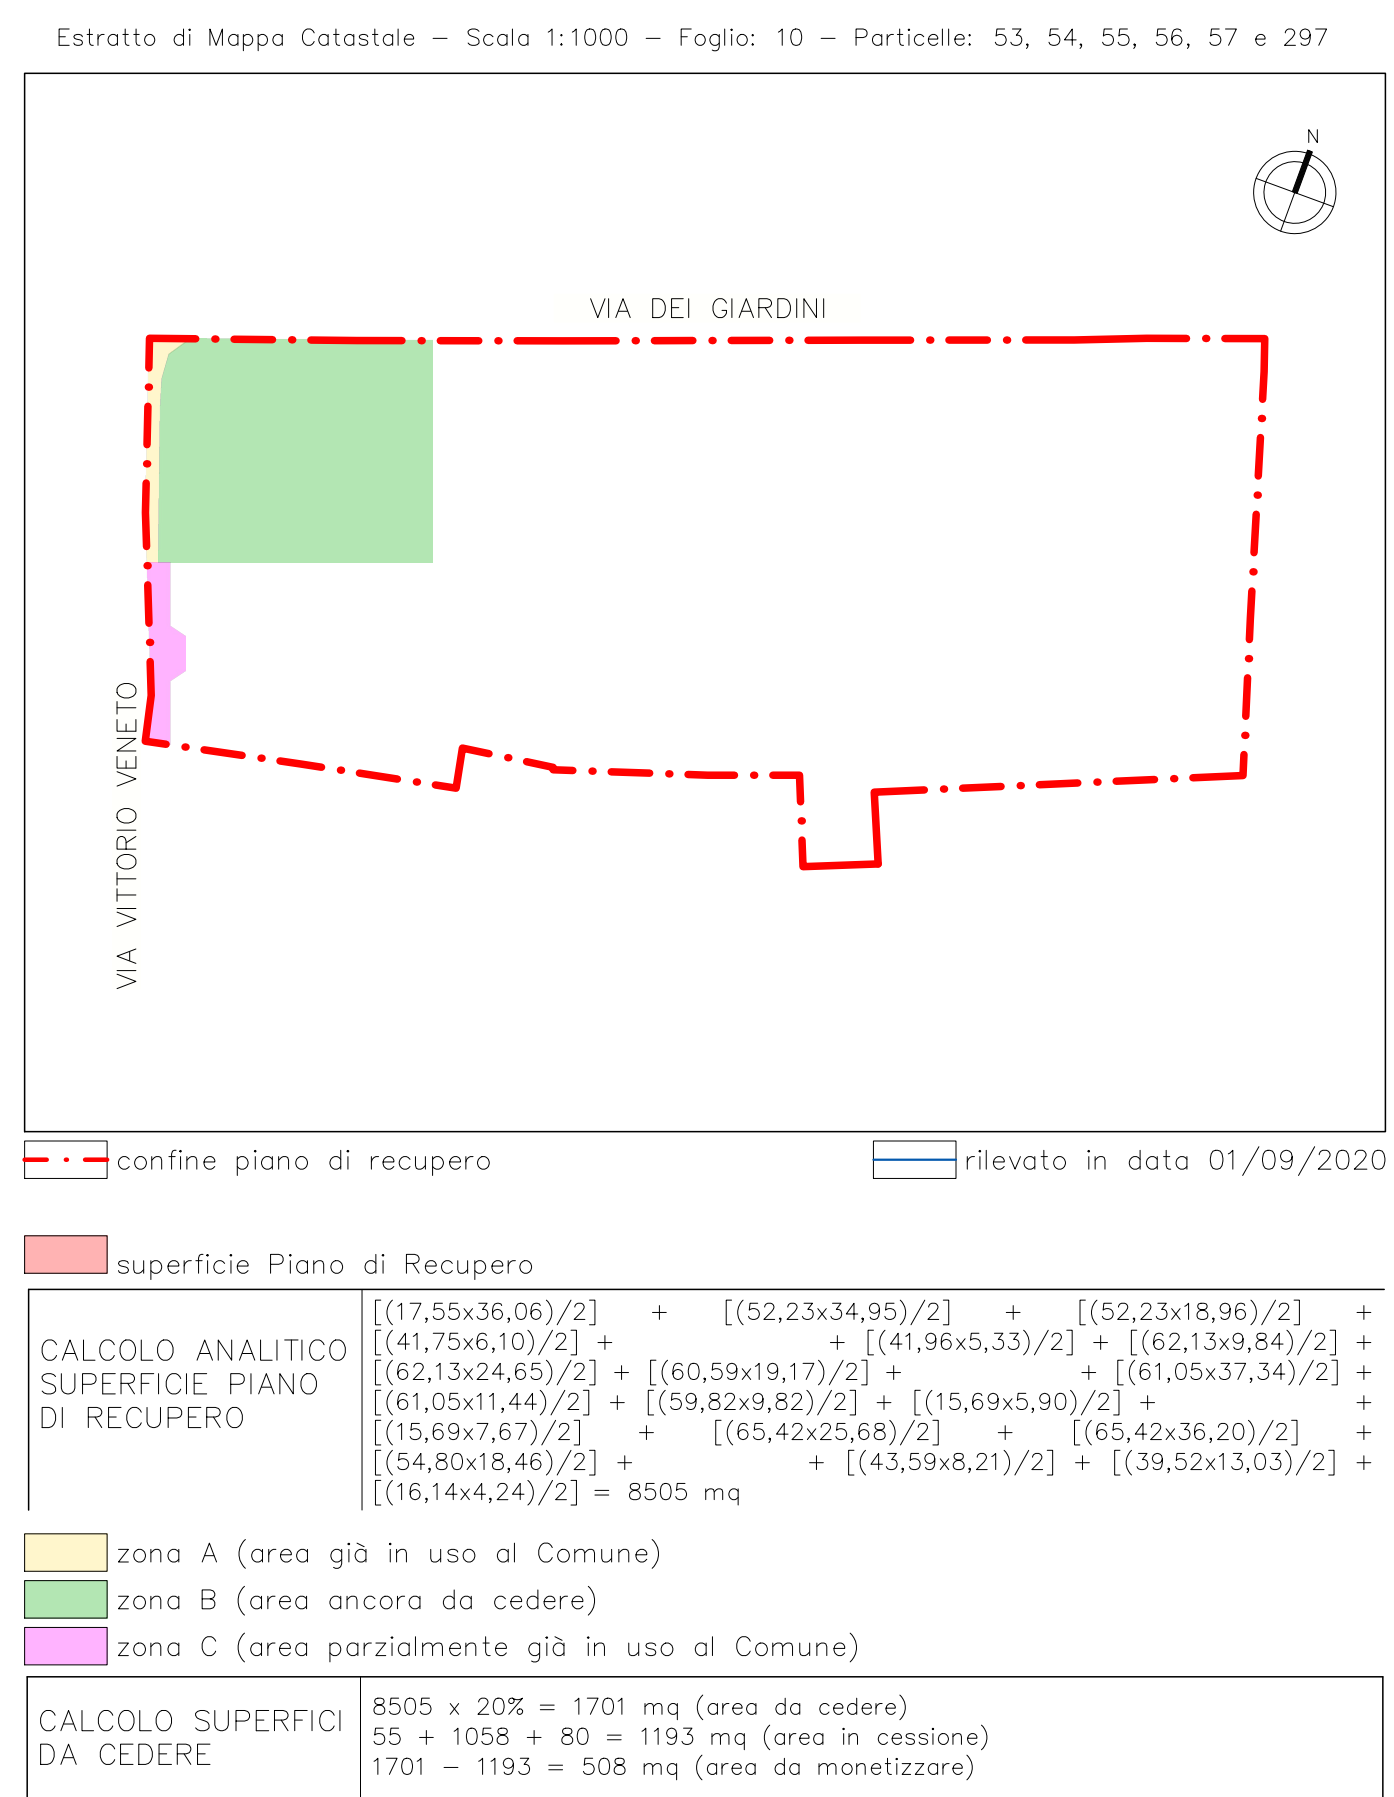 Estratto di Mappa Catastale – Scala 1:1000 – Foglio: 10 – Particelle: 53, 54, 55, 56, 57 e 297
N
VIA DEI GIARDINI
VIA VITTORIO VENETO
confine piano di recupero
rilevato in data 01/09/2020
superficie Piano di Recupero
CALCOLO ANALITICO
SUPERFICIE PIANO
DI RECUPERO
[(17,55x36,06)/2] + [(52,23x34,95)/2] + [(52,23x18,96)/2] +
[(41,75x6,10)/2] + + [(41,96x5,33)/2] + [(62,13x9,84)/2] +
[(62,13x24,65)/2] + [(60,59x19,17)/2] + + [(61,05x37,34)/2] +
[(61,05x11,44)/2] + [(59,82x9,82)/2] + [(15,69x5,90)/2] + +
[(15,69x7,67)/2] + [(65,42x25,68)/2] + [(65,42x36,20)/2] +
[(54,80x18,46)/2] + + [(43,59x8,21)/2] + [(39,52x13,03)/2] +
[(16,14x4,24)/2] = 8505 mq
zona A (area già in uso al Comune)
zona B (area ancora da cedere)
zona C (area parzialmente già in uso al Comune)
CALCOLO SUPERFICI
DA CEDERE
8505 x 20% = 1701 mq (area da cedere)
55 + 1058 + 80 = 1193 mq (area in cessione)
1701 – 1193 = 508 mq (area da monetizzare)